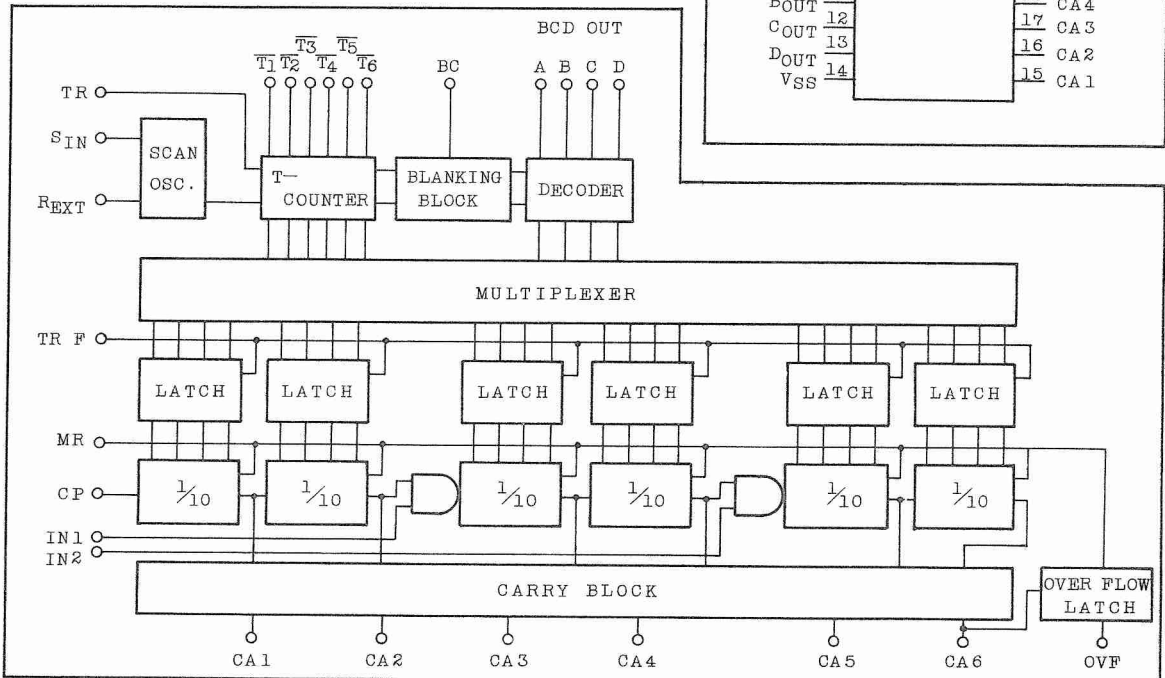 BOUT
COUT 12
DOUT 13
VSS 14
CA4
17 CA3
16 CA2
15 CA1
BCD OUT
T1 T2 T3 T4 T5 T6
BC
A B C D
TR
SIN
REXT
SCAN
OSC.
T—
COUNTER
BLANKING
BLOCK
DECODER
MULTIPLEXER
TR F
LATCH LATCH LATCH LATCH LATCH LATCH
MR
CP
1/10 1/10 1/10 1/10 1/10 1/10
IN1
IN2
CARRY BLOCK
OVER FLOW
LATCH
CA1 CA2 CA3 CA4 CA5 CA6 OVF